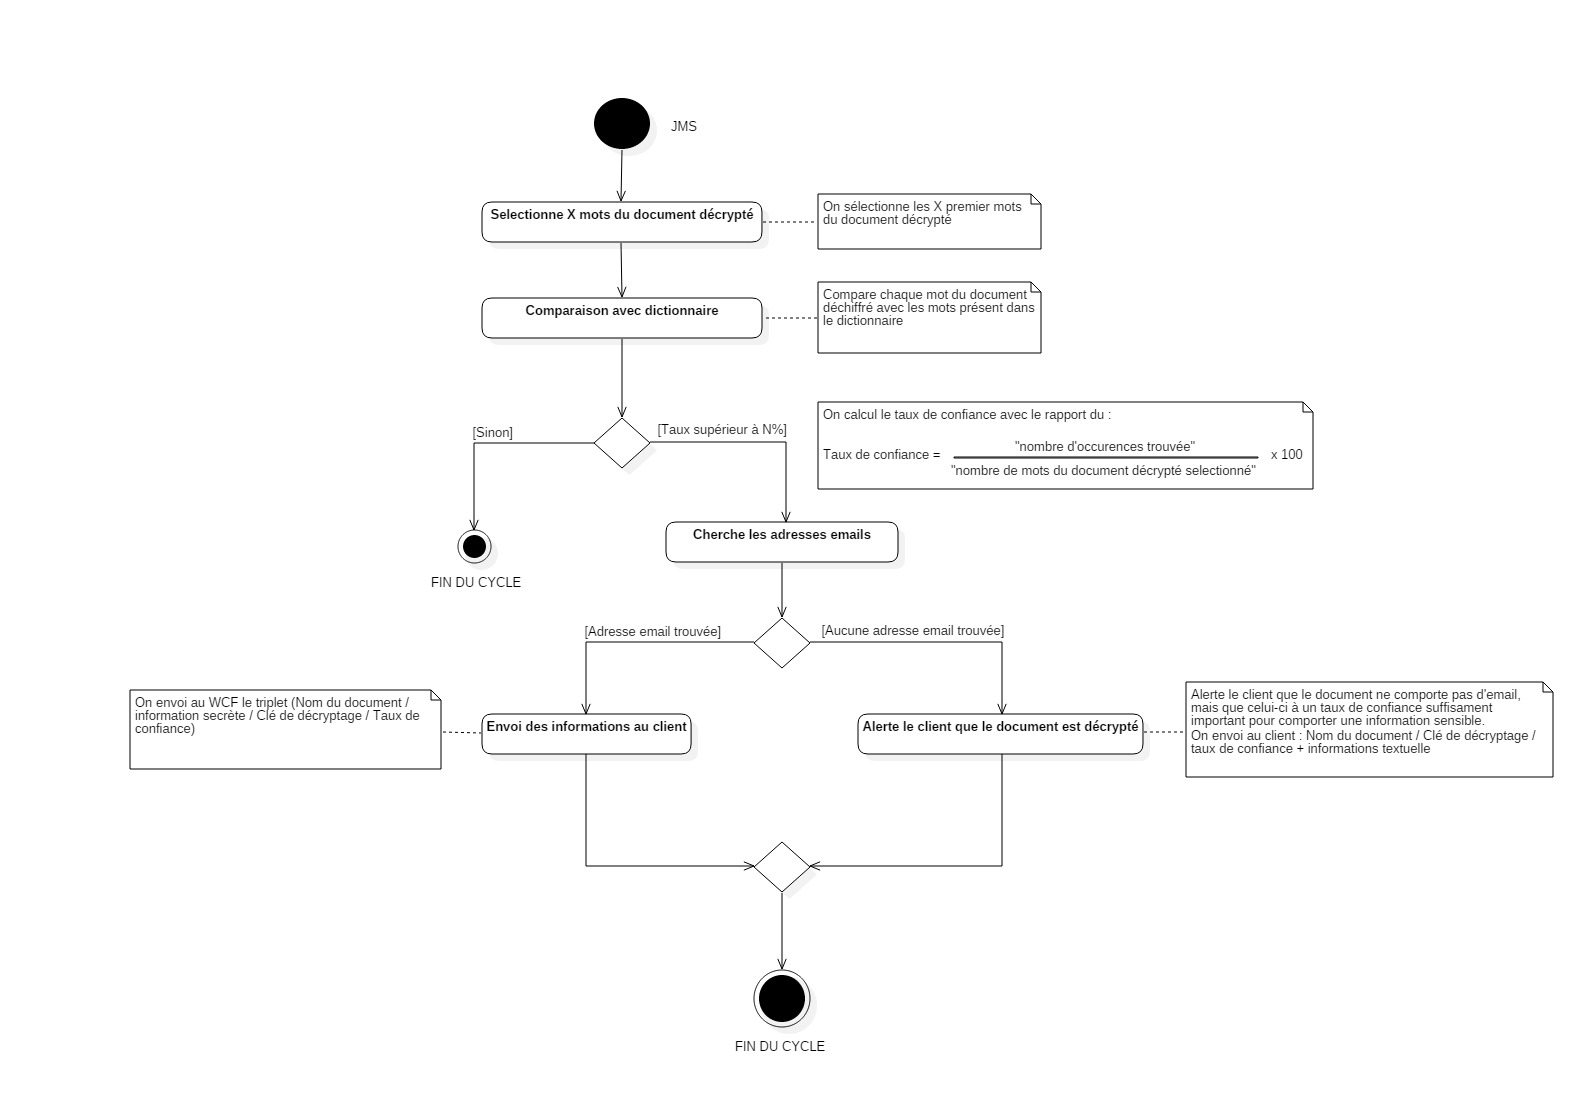 JMS
Selectionne X mots du document décrypté
On sélectionne les X premier mots
du document décrypté
Comparaison avec dictionnaire
Compare chaque mot du document
déchiffré avec les mots présent dans
le dictionnaire
[Sinon]
[Taux supérieur à N%]
On calcul le taux de confiance avec le rapport du :
"nombre d'occurences trouvée"
Taux de confiance =
x 100
"nombre de mots du document décrypté selectionné"
Cherche les adresses emails
FIN DU CYCLE
[Adresse email trouvée]
[Aucune adresse email trouvée]
On envoi au WCF le triplet (Nom du document /
information secrète / Clé de décryptage / Taux de
confiance)
Envoi des informations au client
Alerte le client que le document est décrypté
Alerte le client que le document ne comporte pas d'email,
mais que celui-ci à un taux de confiance suffisament
important pour comporter une information sensible.
On envoi au client : Nom du document / Clé de décryptage /
taux de confiance + informations textuelle
FIN DU CYCLE